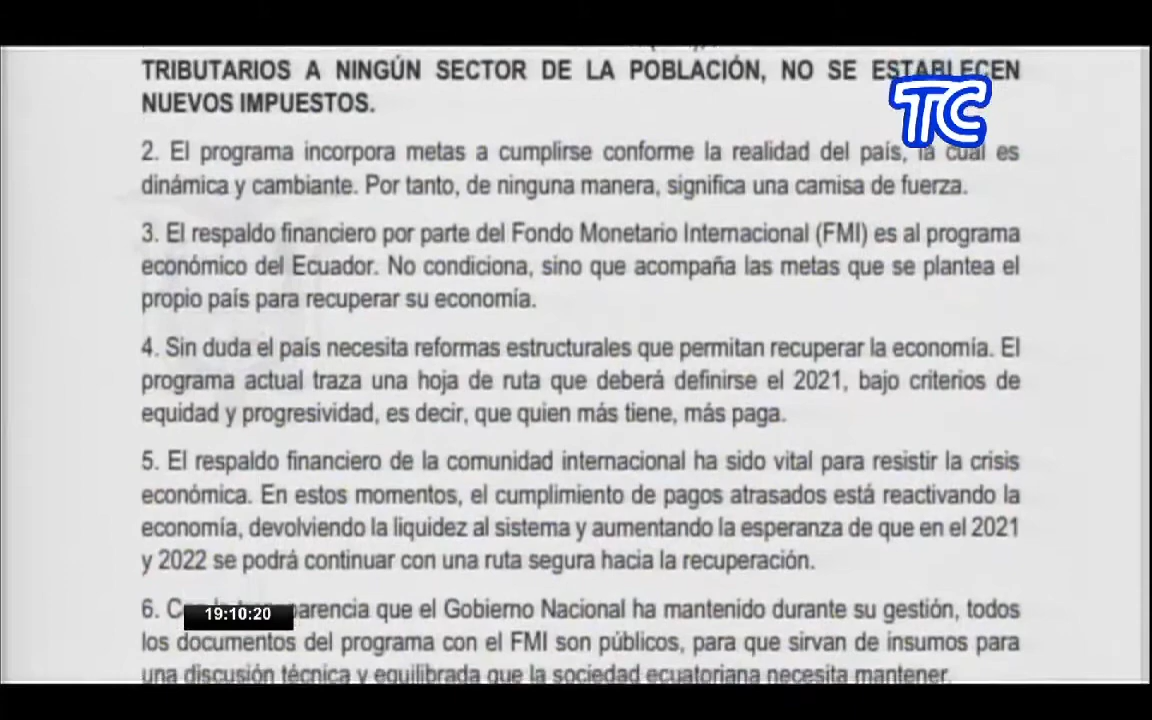 TRIBUTARIOS A NINGÚN SECTOR DE LA POBLACIÓN, NO SE ESTABLECEN
NUEVOS IMPUESTOS.
TC
2. El programa incorpora metas a cumplirse conforme la realidad del país, la cual es
dinámica y cambiante. Por tanto, de ninguna manera, significa una camisa de fuerza.
3. El respaldo financiero por parte del Fondo Monetario Internacional (FMI) es al programa
económico del Ecuador. No condiciona, sino que acompaña las metas que se plantea el
propio país para recuperar su economía.
4. Sin duda el país necesita reformas estructurales que permitan recuperar la economía. El
programa actual traza una hoja de ruta que deberá definirse el 2021, bajo criterios de
equidad y progresividad, es decir, que quien más tiene, más paga.
5. El respaldo financiero de la comunidad internacional ha sido vital para resistir la crisis
económica. En estos momentos, el cumplimiento de pagos atrasados está reactivando la
economía, devolviendo la liquidez al sistema y aumentando la esperanza de que en el 2021
y 2022 se podrá continuar con una ruta segura hacia la recuperación.
6. que el Gobierno Nacional ha mantenido durante su gestión, todos
19:10:20
los documentos del programa con el FMI son públicos, para que sirvan de insumos para
una discusión técnica y equilibrada que la sociedad ecuatoriana necesita mantener.